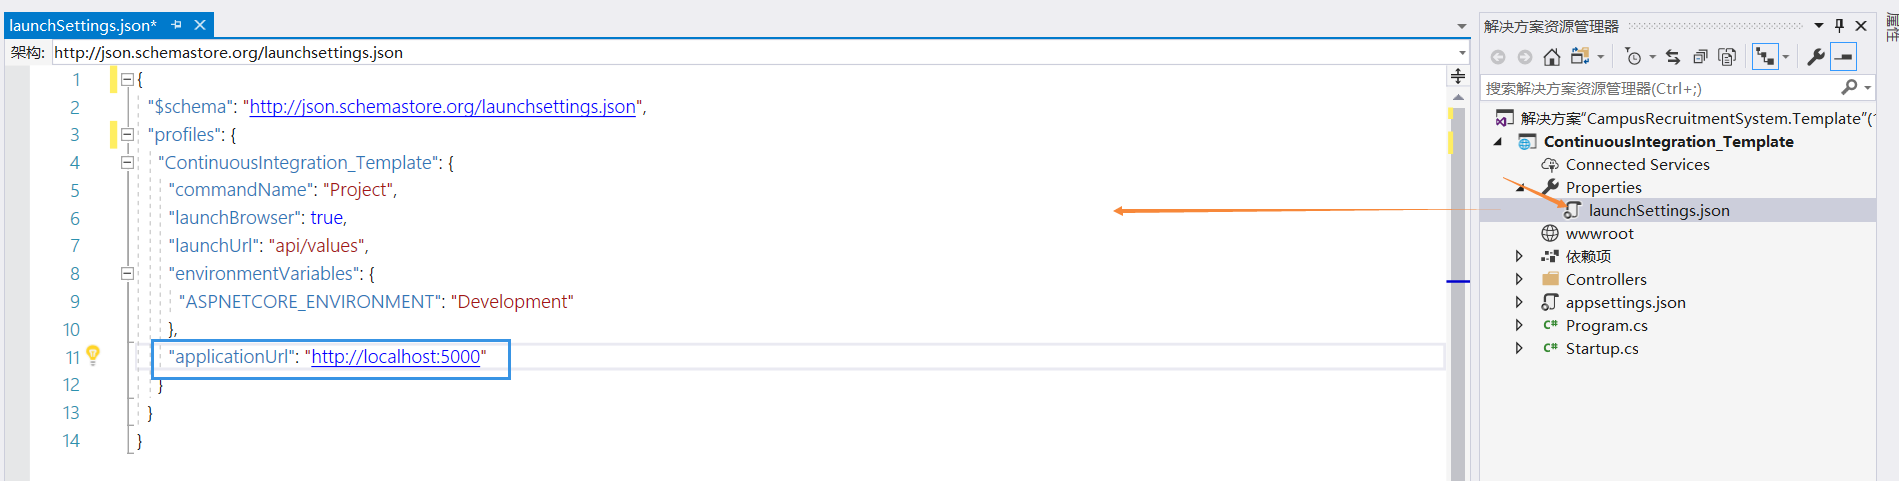 launchSettings.json*
架构: http://json.schemastore.org/launchsettings.json
1 {
2 "$schema": "http://json.schemastore.org/launchsettings.json",
3 "profiles": {
4 "ContinuousIntegration_Template": {
5 "commandName": "Project",
6 "launchBrowser": true,
7 "launchUrl": "api/values",
8 "environmentVariables": {
9 "ASPNETCORE_ENVIRONMENT": "Development"
10 },
11 "applicationUrl": "http://localhost:5000"
12 }
13 }
14 }
解决方案资源管理器
搜索解决方案资源管理器(Ctrl+;)
解决方案"CampusRecruitmentSystem.Template"(
ContinuousIntegration_Template
Connected Services
Properties
launchSettings.json
wwwroot
依赖项
Controllers
appsettings.json
C# Program.cs
C# Startup.cs
属性